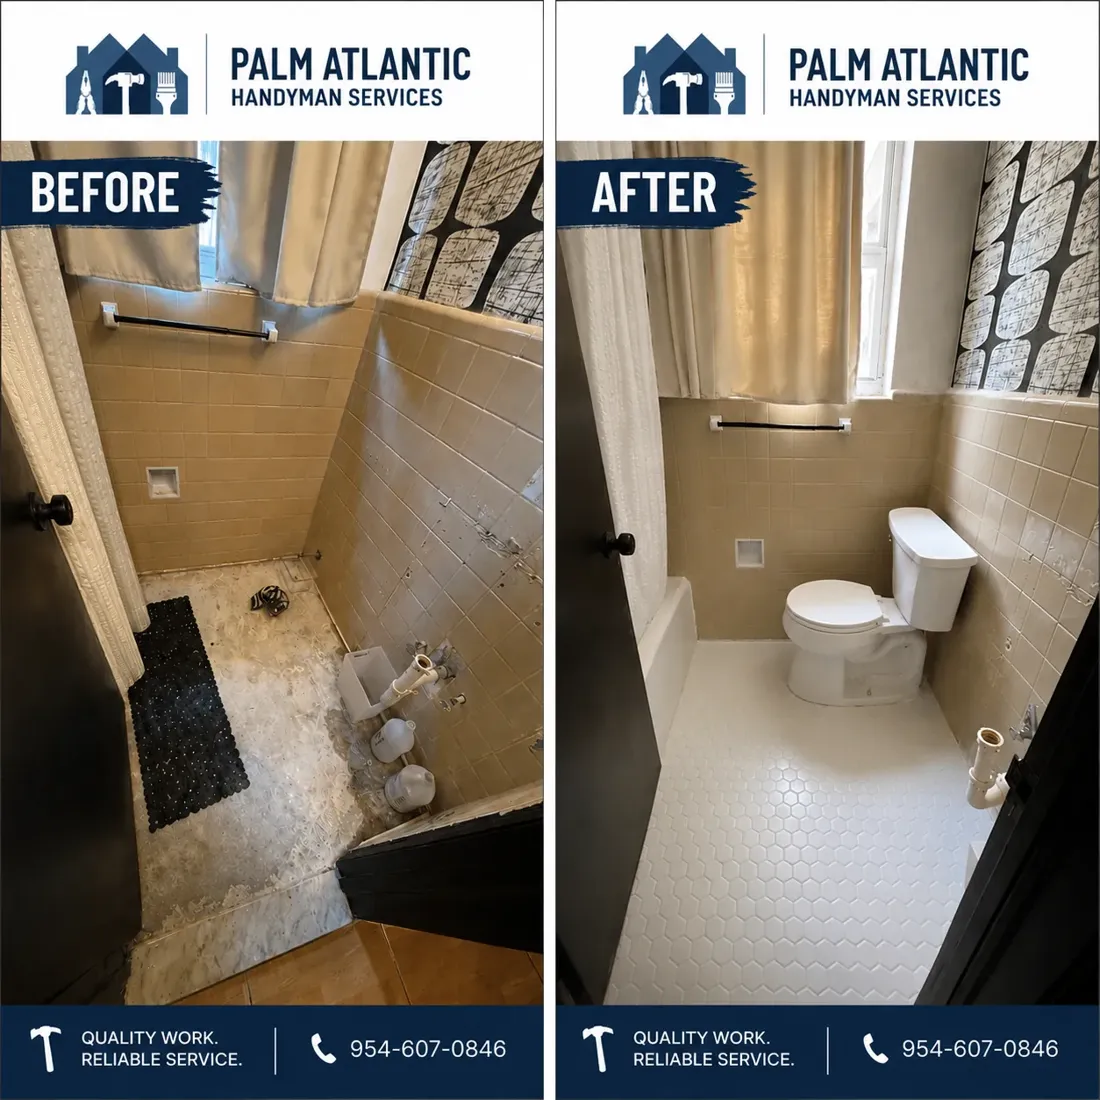 PALM ATLANTIC
HANDYMAN SERVICES
BEFORE
QUALITY WORK.
RELIABLE SERVICE.
954-607-0846
PALM ATLANTIC
HANDYMAN SERVICES
AFTER
QUALITY WORK.
RELIABLE SERVICE.
954-607-0846